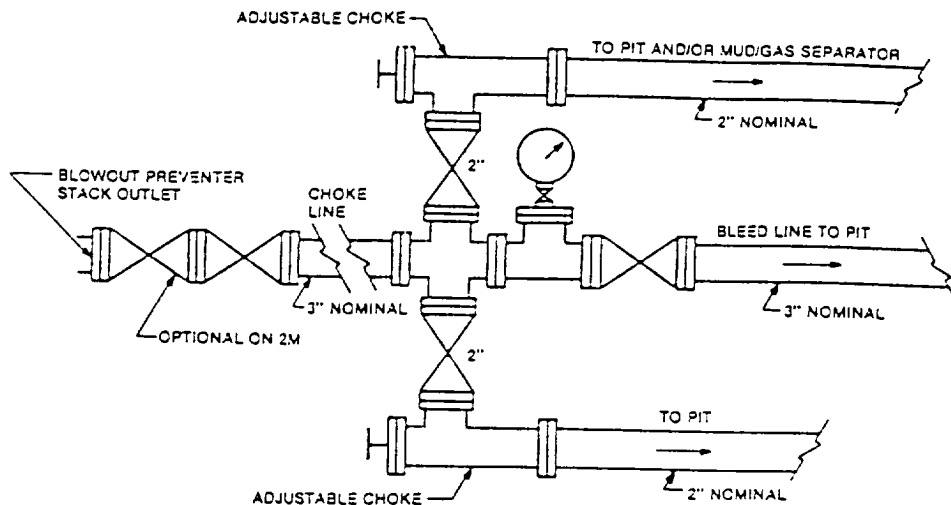 ADJUSTABLE CHOKE
TO PIT AND/OR MUD/GAS SEPARATOR
2" NOMINAL
2"
BLOWOUT PREVENTER
STACK OUTLET
CHOKE
LINE
BLEED LINE TO PIT
3" NOMINAL
3" NOMINAL
OPTIONAL ON 2M
2"
TO PIT
ADJUSTABLE CHOKE
2" NOMINAL